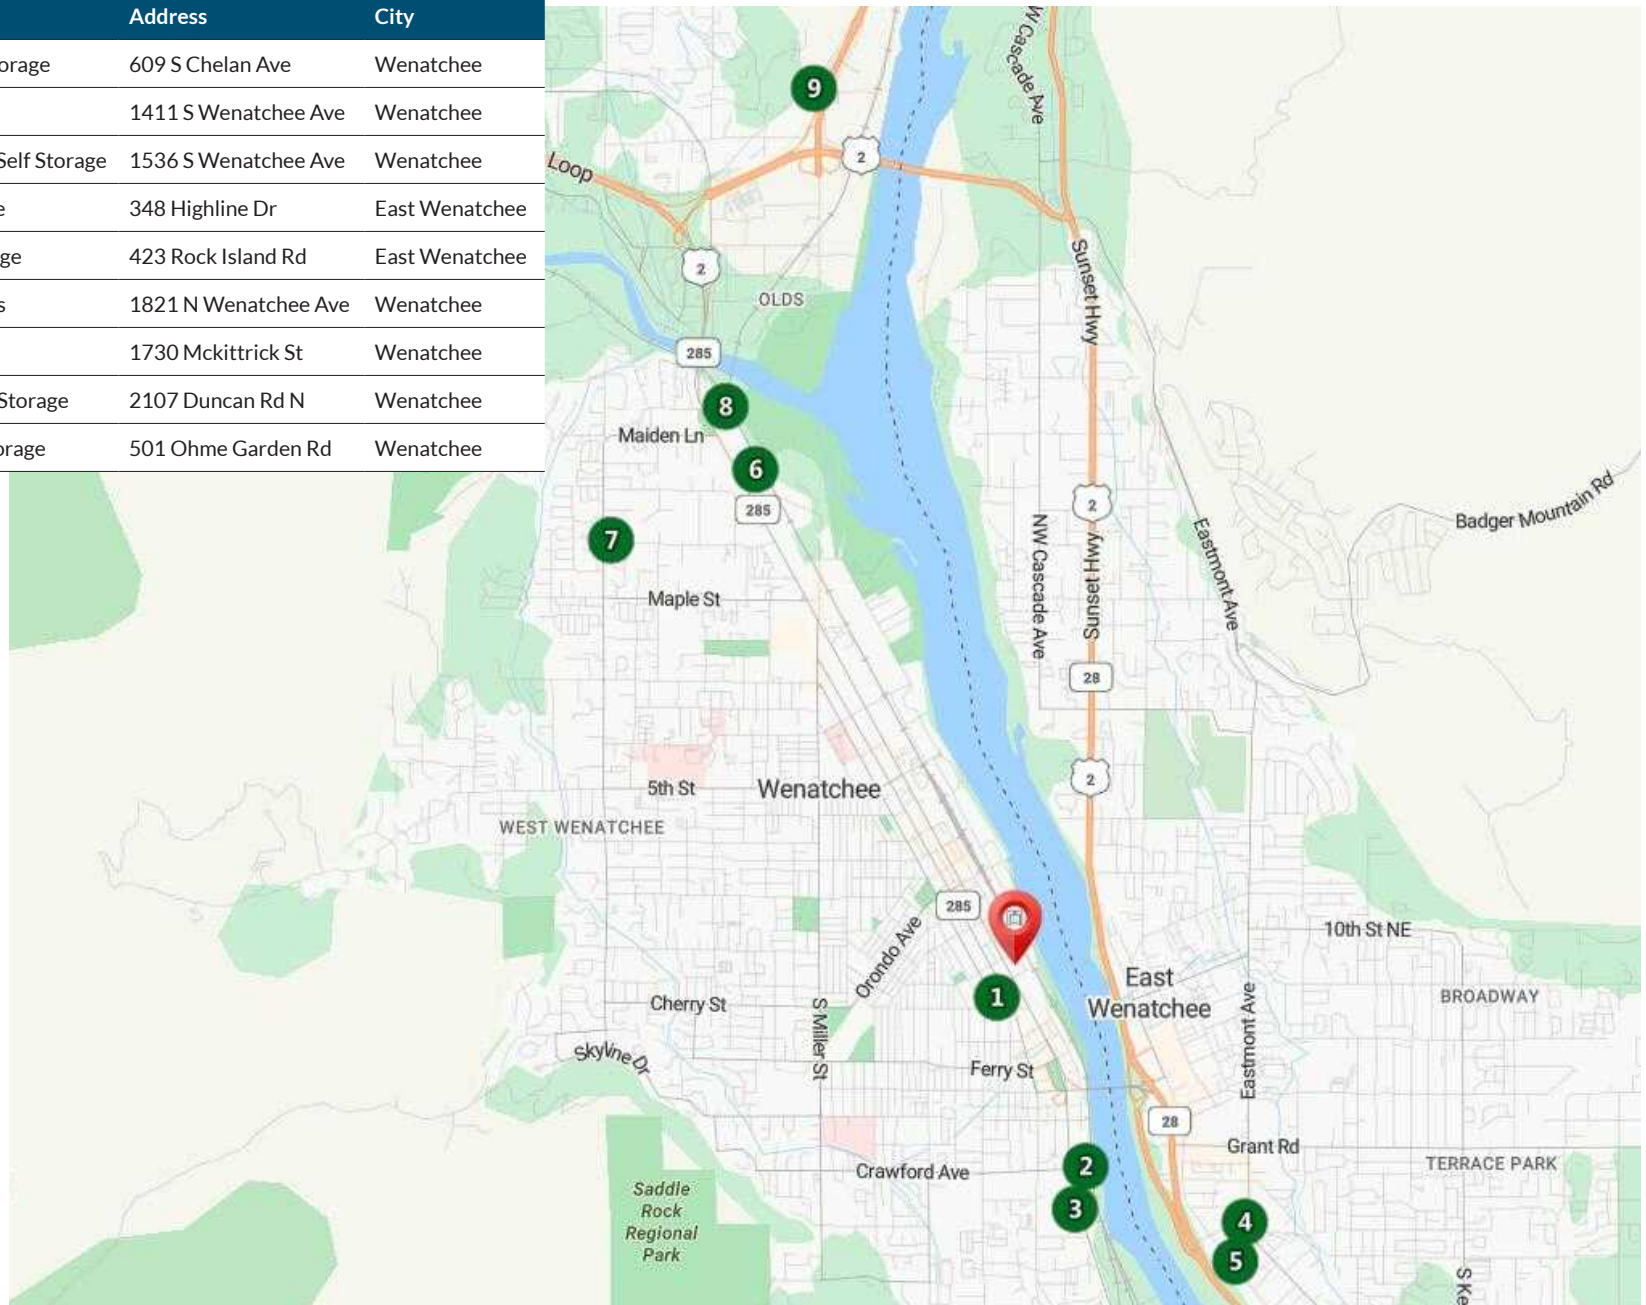 Address City
orage 609 S Chelan Ave Wenatchee
1411 S Wenatchee Ave Wenatchee
Self Storage 1536 S Wenatchee Ave Wenatchee
e 348 Highline Dr East Wenatchee
ge 423 Rock Island Rd East Wenatchee
s 1821 N Wenatchee Ave Wenatchee
1730 Mckittrick St Wenatchee
Storage 2107 Duncan Rd N Wenatchee
orage 501 Ohme Garden Rd Wenatchee
W Cascade Ave
9
2
Loop
2
Sunset Hwy
OLDS
285
8
Maiden Ln
6
285
2
Badger Mountain Rd
7
NW Cascade Ave
Sunset Hwy
Eastmont Ave
Maple St
28
2
5th St
Wenatchee
WEST WENATCHEE
285
Orondo Ave
10th St NE
East
Wenatchee
1
BROADWAY
Cherry St
S Miller St
Eastmont Ave
Skyline Dr
Ferry St
28
Grant Rd
2
TERRACE PARK
Crawford Ave
Saddle
Rock
Regional
Park
3
4
5
S Ke